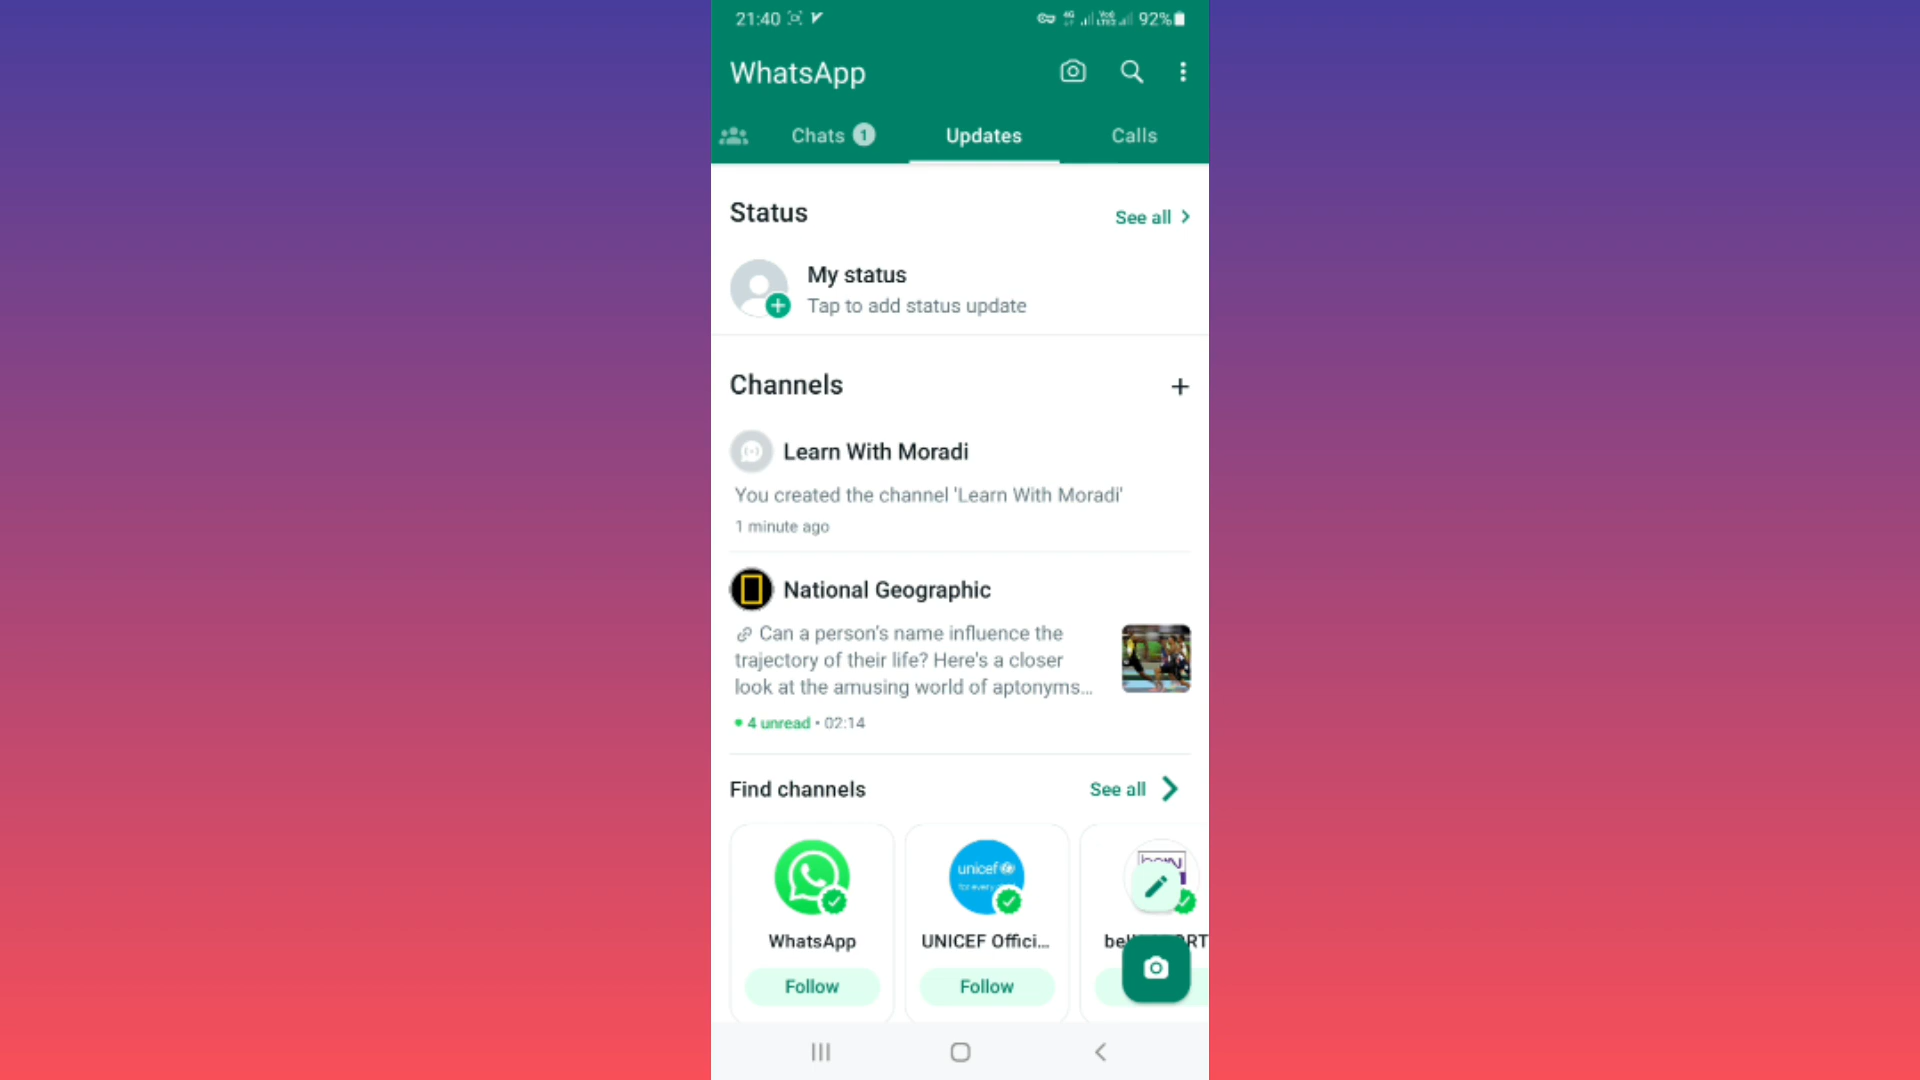 21:40 92%
WhatsApp
Chats 1 Updates Calls
Status See all
My status
Tap to add status update
Channels
Learn With Moradi
You created the channel 'Learn With Moradi'
1 minute ago
National Geographic
Can a person's name influence the
trajectory of their life? Here's a closer
look at the amusing world of aptonyms...
4 unread • 02:14
Find channels See all
unicef
WhatsApp UNICEF Offici...
Follow Follow